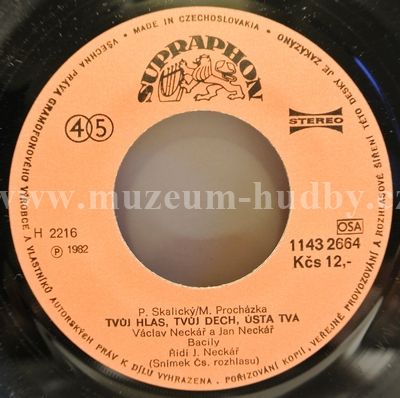 VŠECHNA PRÁVA GRAMOFONOVÉHO VÝROBCE A VLASTNÍKŮ AUTORSKÝCH PRÁV K DÍLU VYHRAZENA. POŘIZOVÁNÍ KOPIÍ, VEŘEJNÉ PROVOZOVÁNÍ A ROZHLASOVÉ ŠÍŘENÍ TÉTO DESKY JE ZAKÁZÁNO
• MADE IN CZECHOSLOVAKIA •
SUPRAPHON
45
STEREO
www.muzeum-hudby.sz
H 2216
℗ 1982
OSA
1143 2664
Kčs 12,-
P. Skalický/M. Procházka
TVŮJ HLAS, TVŮJ DECH, ÚSTA TVÁ
Václav Neckář a Jan Neckář
Bacily
Řídí J. Neckář
(Snímek Čs. rozhlasu)